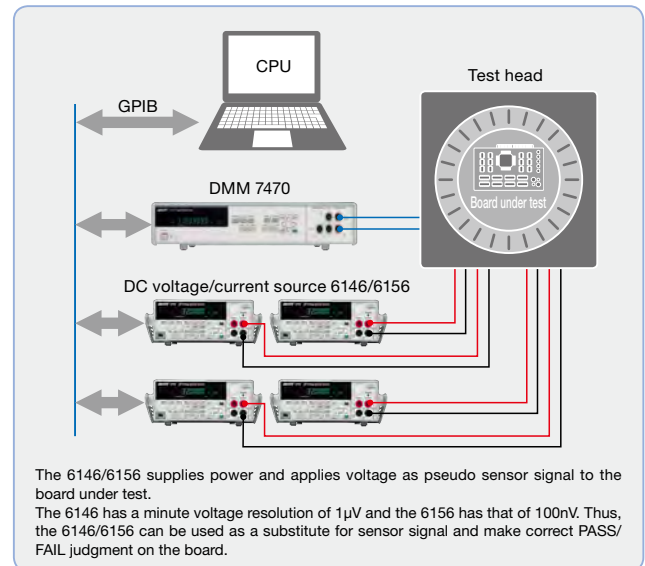 CPU
Test head
GPIB
DMM 7470
Board under test
DC voltage/current source 6146/6156
The 6146/6156 supplies power and applies voltage as pseudo sensor signal to the
board under test.
The 6146 has a minute voltage resolution of 1μV and the 6156 has that of 100nV. Thus,
the 6146/6156 can be used as a substitute for sensor signal and make correct PASS/
FAIL judgment on the board.